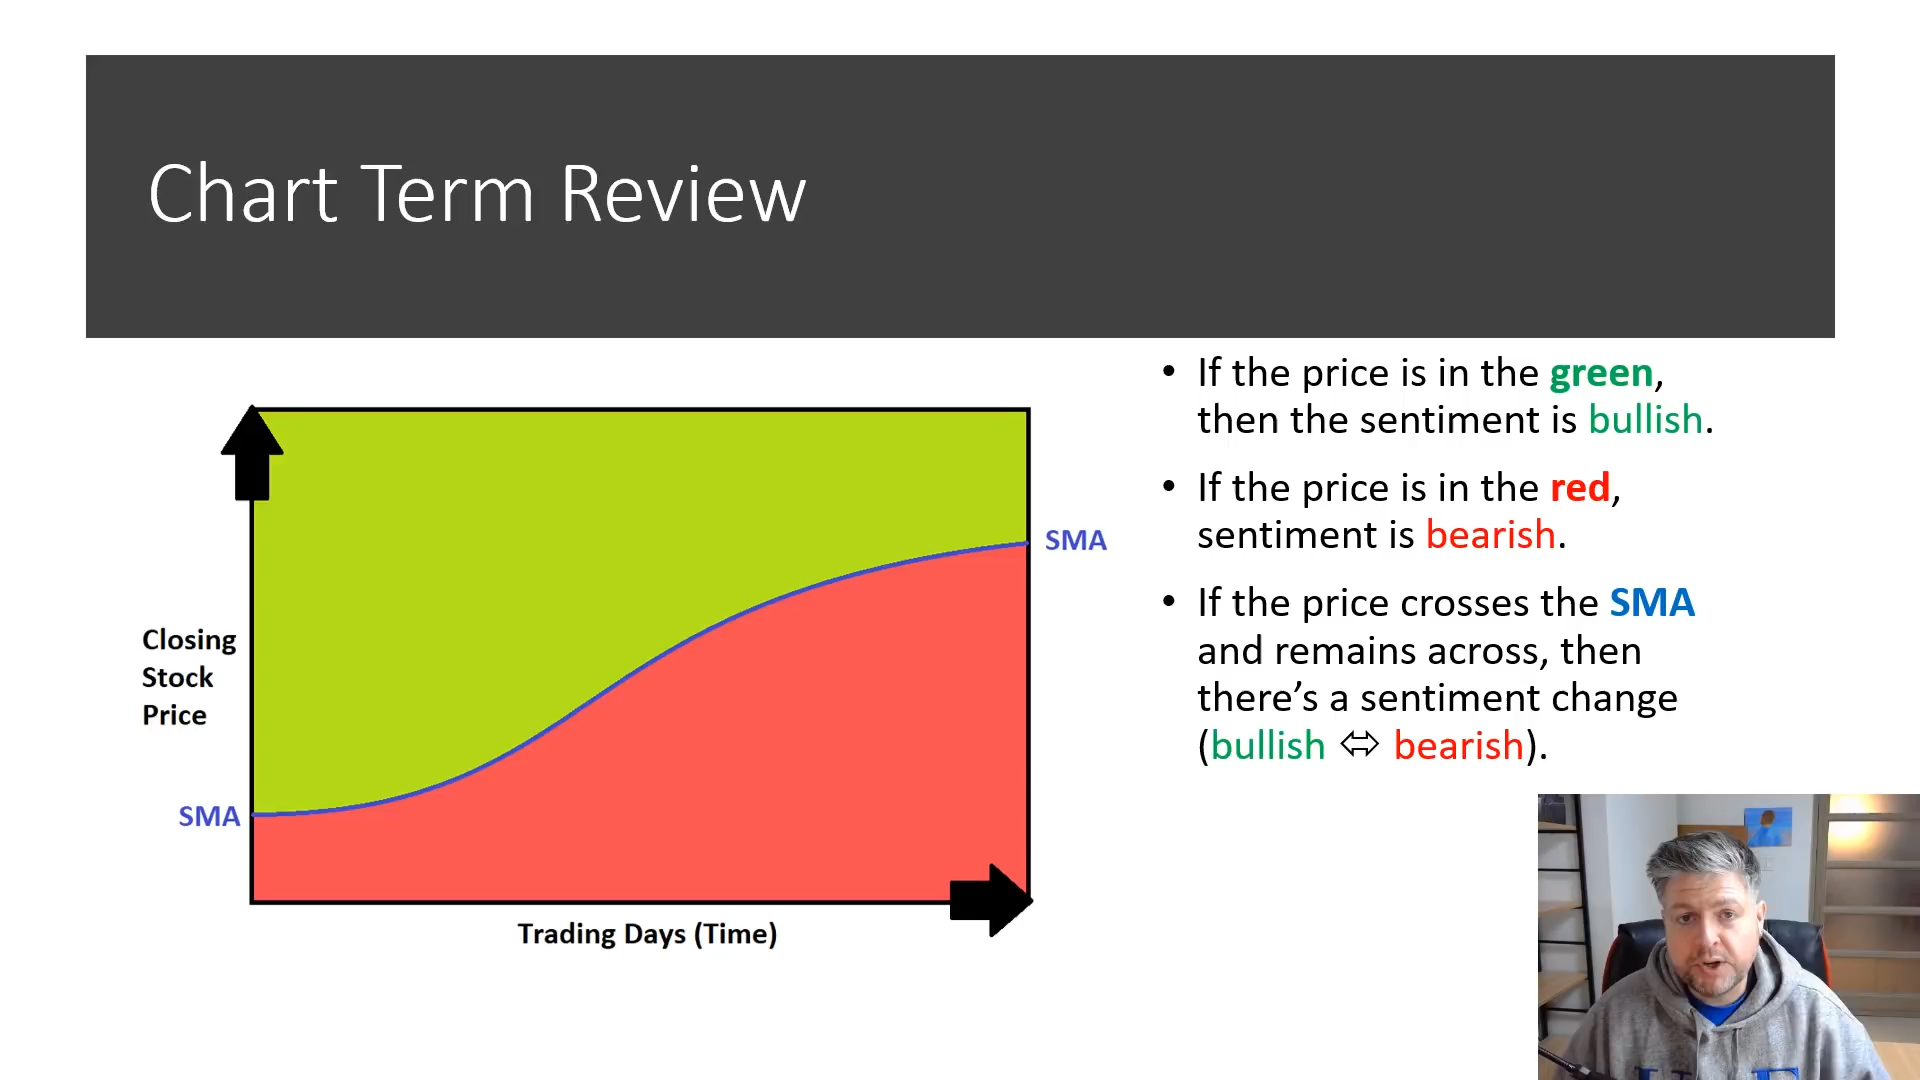 Chart Term Review
• If the price is in the green,
then the sentiment is bullish.
• If the price is in the red,
sentiment is bearish.
• If the price crosses the SMA
and remains across, then
there’s a sentiment change
(bullish ⬄ bearish).
SMA
Closing
Stock
Price
SMA
Trading Days (Time)